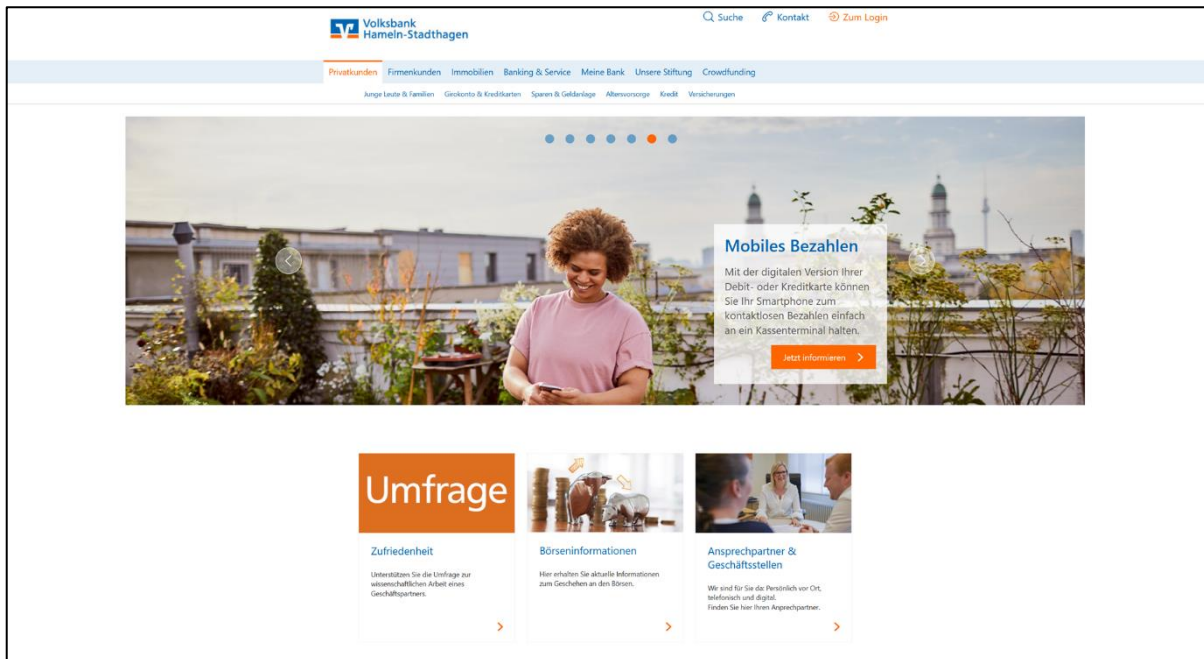 Volksbank
Hameln-Stadthagen
Suche Kontakt Zum Login
Privatkunden Firmenkunden Immobilien Banking & Service Meine Bank Unsere Stiftung Crowdfunding
Junge Leute & Familien Girokonto & Kreditkarten Sparen & Geldanlage Altersvorsorge Kredit Versicherungen
Mobiles Bezahlen
Mit der digitalen Version Ihrer
Debit- oder Kreditkarte können
Sie Ihr Smartphone zum
kontaktlosen Bezahlen einfach
an ein Kassenterminal halten.
Jetzt informieren
Umfrage
Zufriedenheit
Unterstützen Sie die Umfrage zur
wissenschaftlichen Arbeit eines
Geschäftspartners.
Börseninformationen
Hier erhalten Sie aktuelle Informationen
zum Geschehen an den Börsen.
Ansprechpartner &
Geschäftsstellen
Wir sind für Sie da: Persönlich vor Ort,
telefonisch und digital.
Finden Sie hier Ihren Anprechpartner.